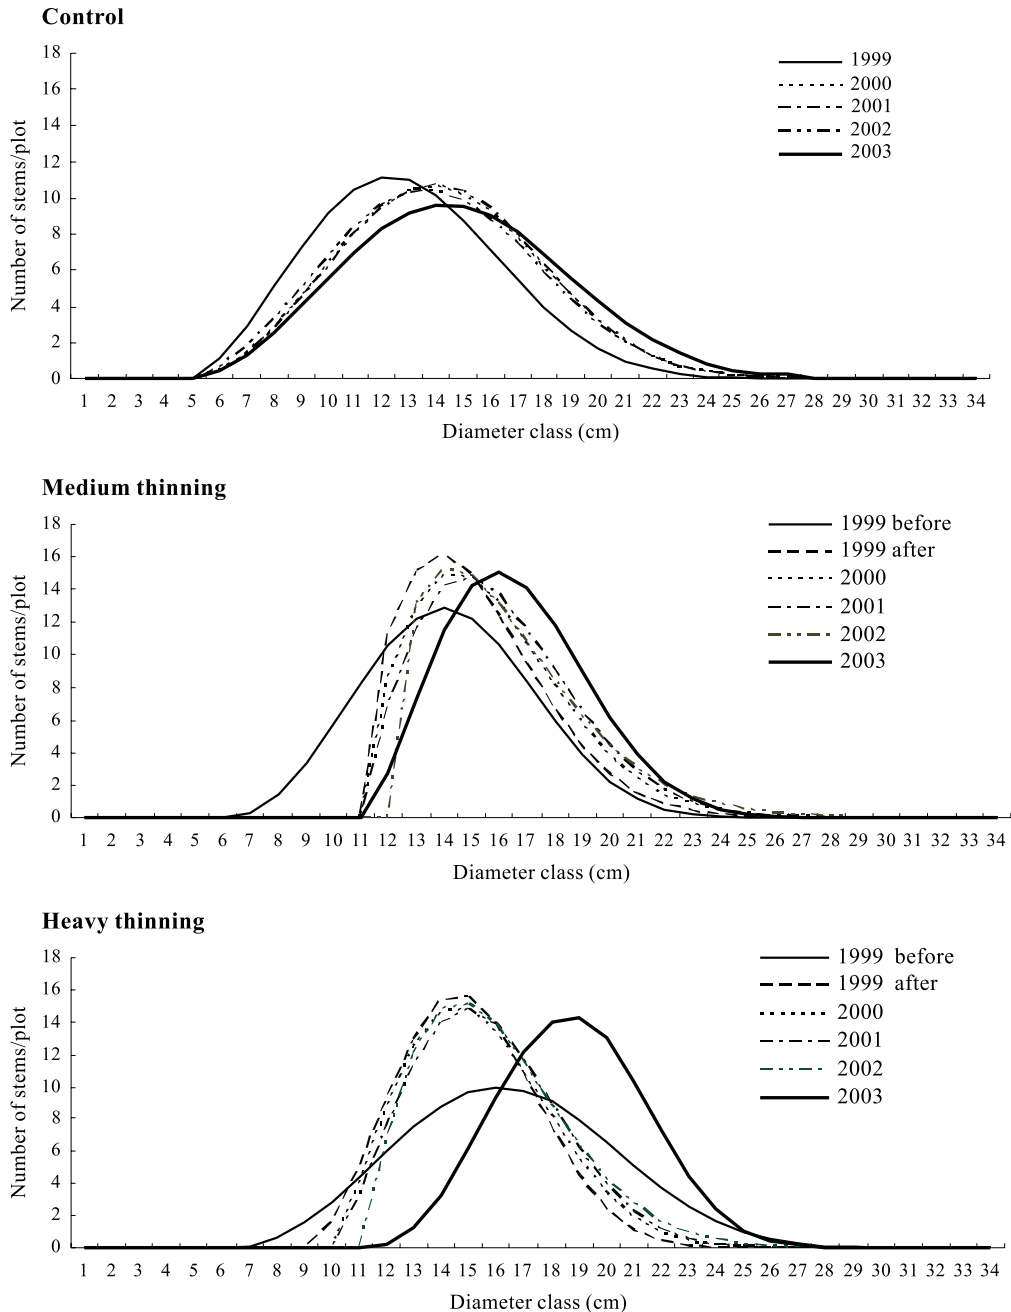 Control
18
16
14
12
10
8
6
4
2
0
Number of stems/plot
1999
2000
2001
2002
2003
1 2 3 4 5 6 7 8 9 10 11 12 13 14 15 16 17 18 19 20 21 22 23 24 25 26 27 28 29 30 31 32 33 34
Diameter class (cm)
Medium thinning
18
16
14
12
10
8
6
4
2
0
Number of stems/plot
1999 before
1999 after
2000
2001
2002
2003
1 2 3 4 5 6 7 8 9 10 11 12 13 14 15 16 17 18 19 20 21 22 23 24 25 26 27 28 29 30 31 32 33 34
Diameter class (cm)
Heavy thinning
18
16
14
12
10
8
6
4
2
0
Number of stems/plot
1999 before
1999 after
2000
2001
2002
2003
1 2 3 4 5 6 7 8 9 10 11 12 13 14 15 16 17 18 19 20 21 22 23 24 25 26 27 28 29 30 31 32 33 34
Diameter class (cm)